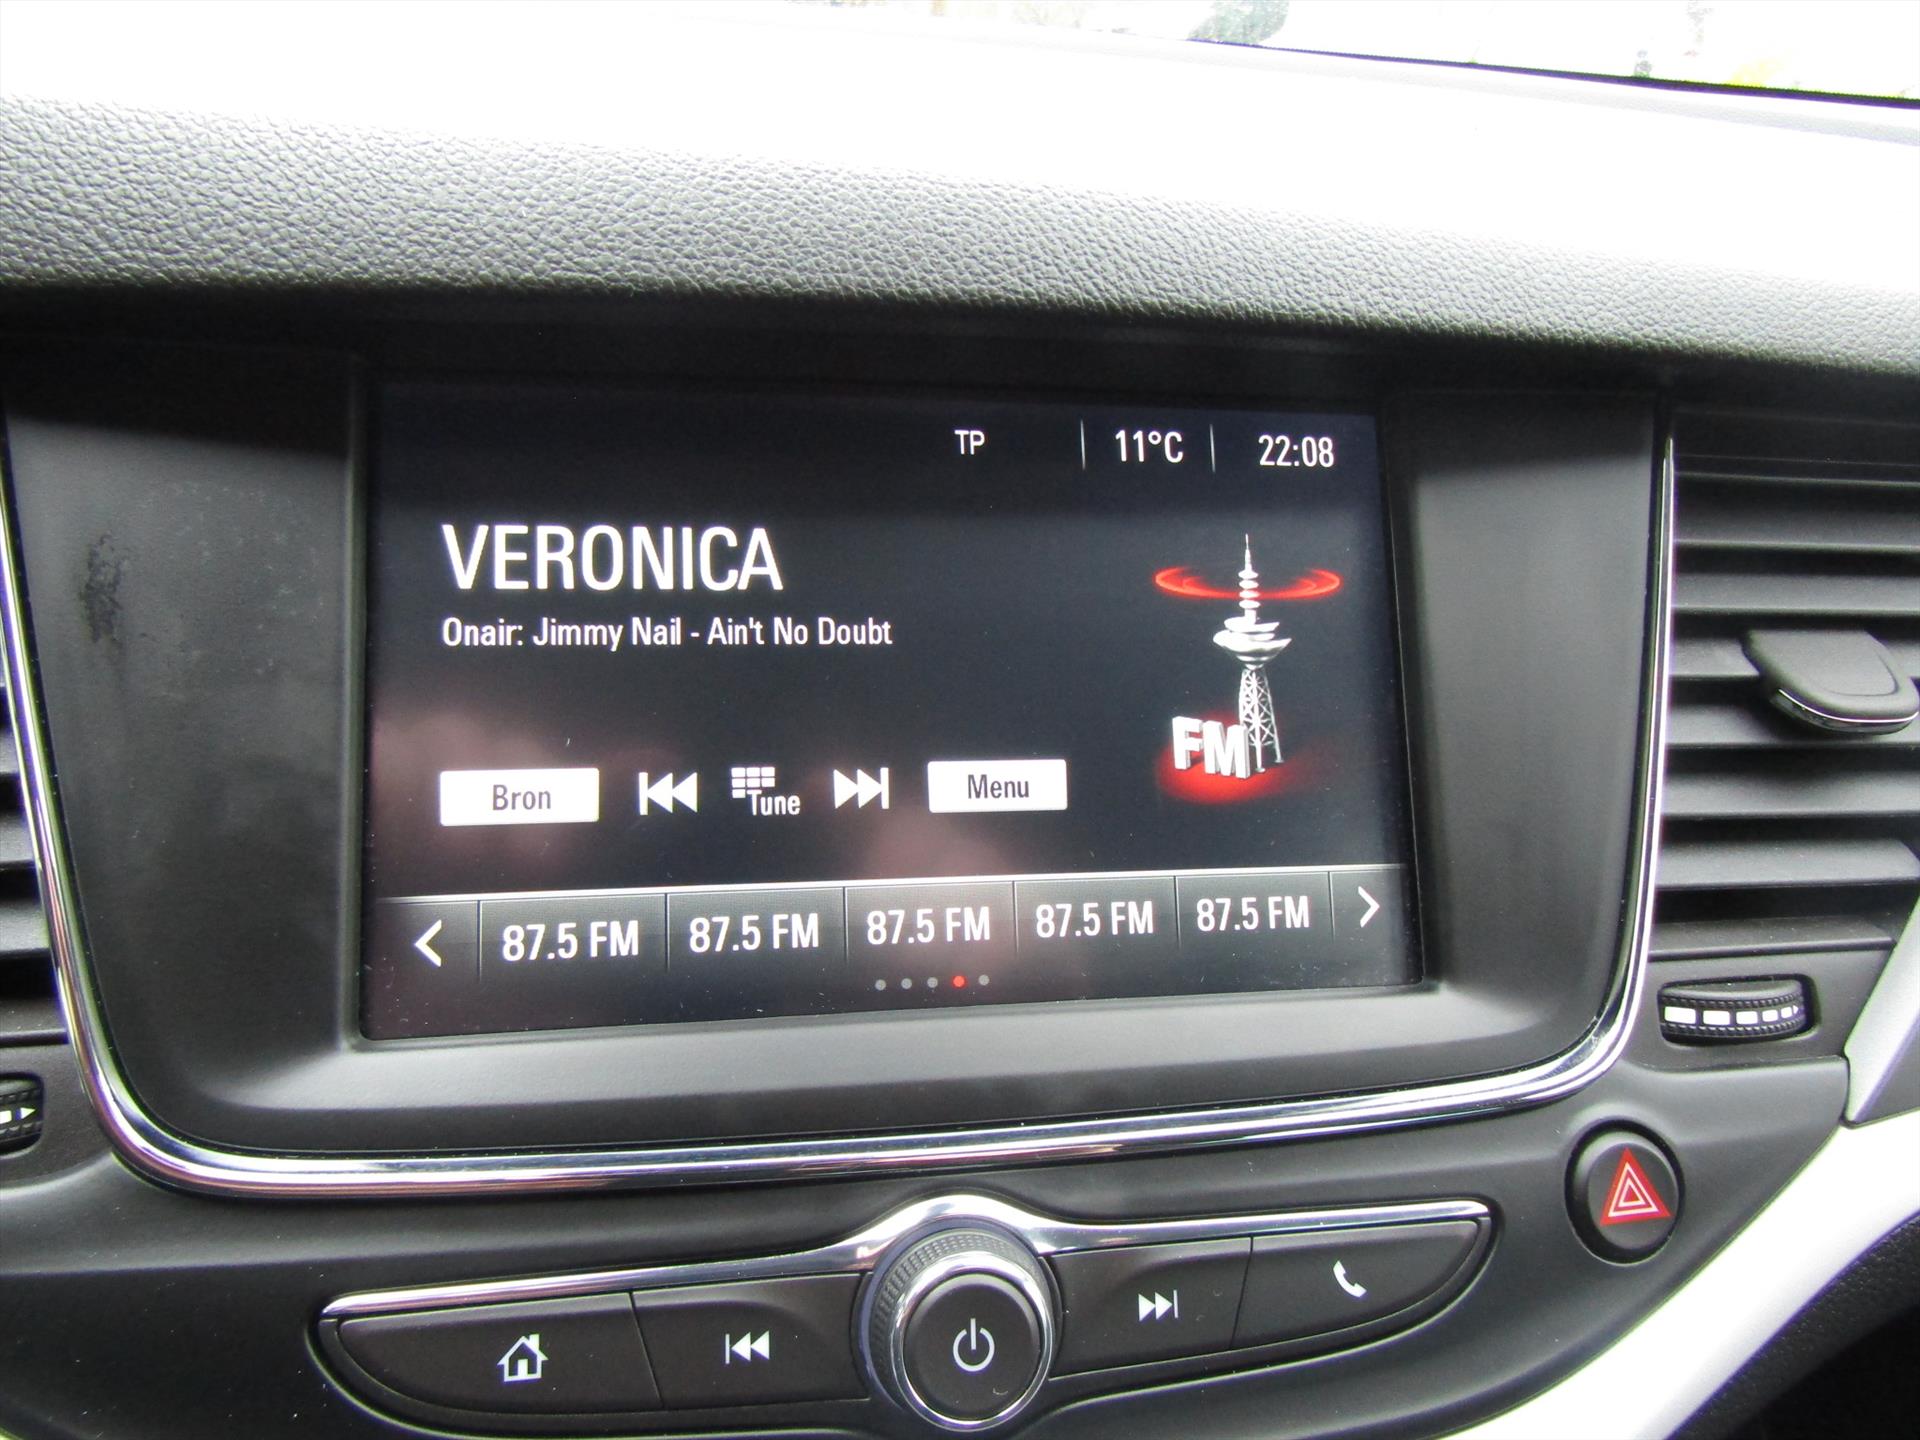 TP 11°C 22:08
VERONICA
Onair: Jimmy Nail - Ain't No Doubt
FM
Bron Tune Menu
87.5 FM 87.5 FM 87.5 FM 87.5 FM 87.5 FM